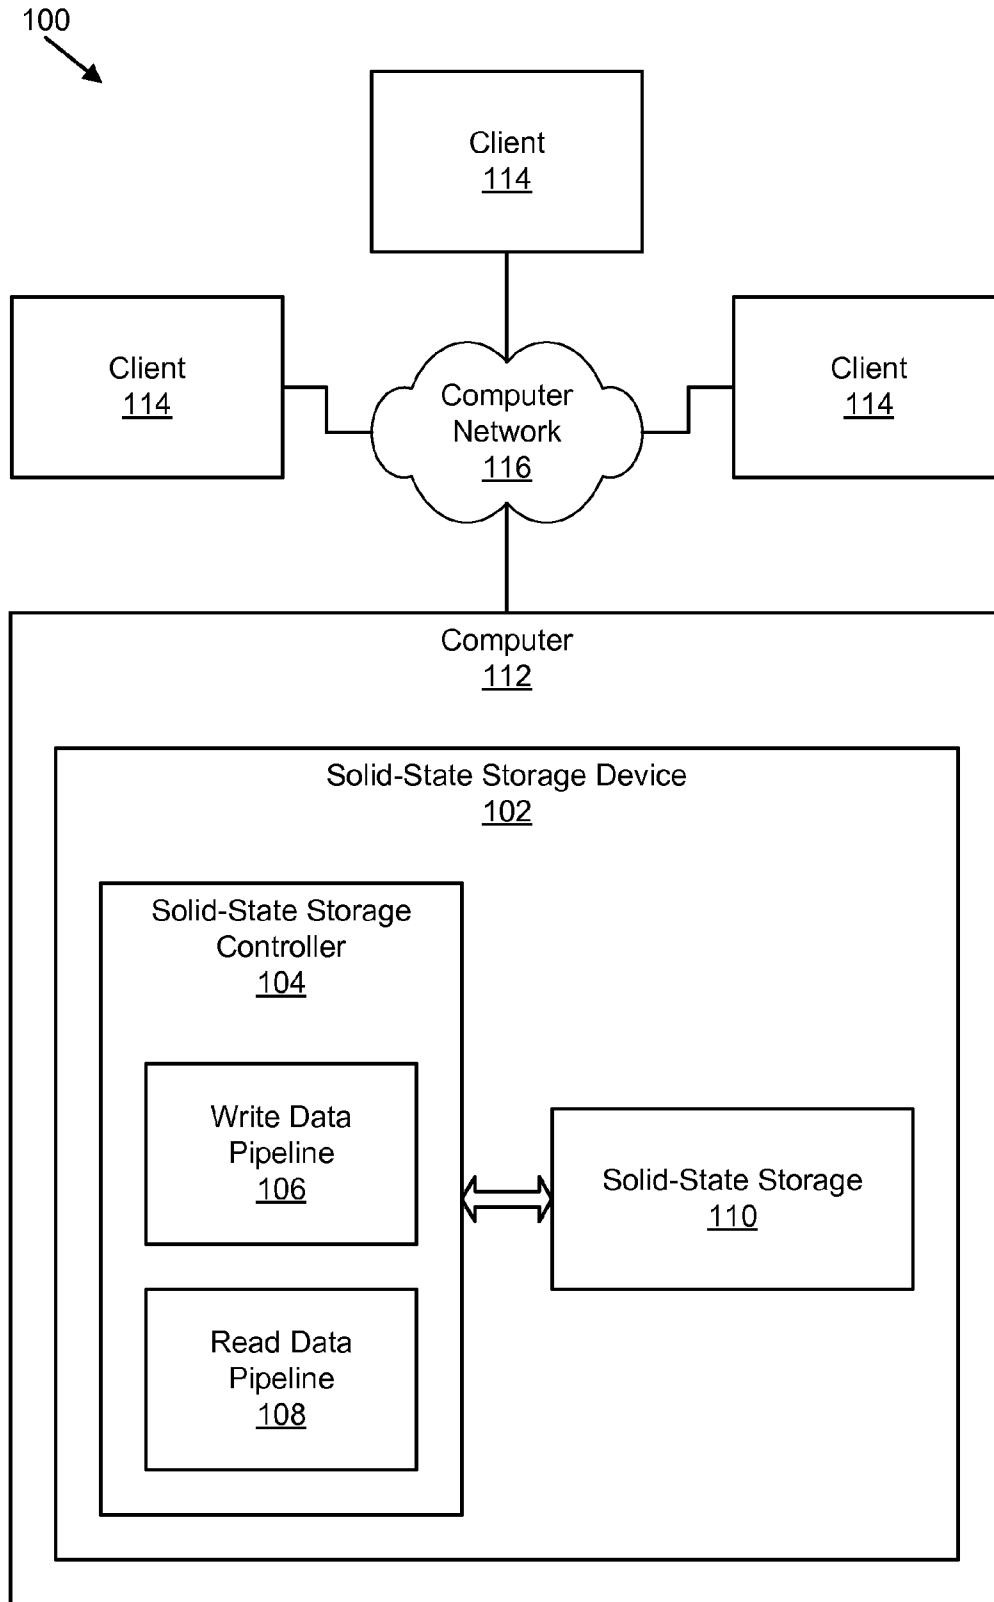 100
Client
114
Client
114
Client
114
Computer
Network
116
Computer
112
Solid-State Storage Device
102
Solid-State Storage
Controller
104
Write Data
Pipeline
106
Solid-State Storage
110
Read Data
Pipeline
108